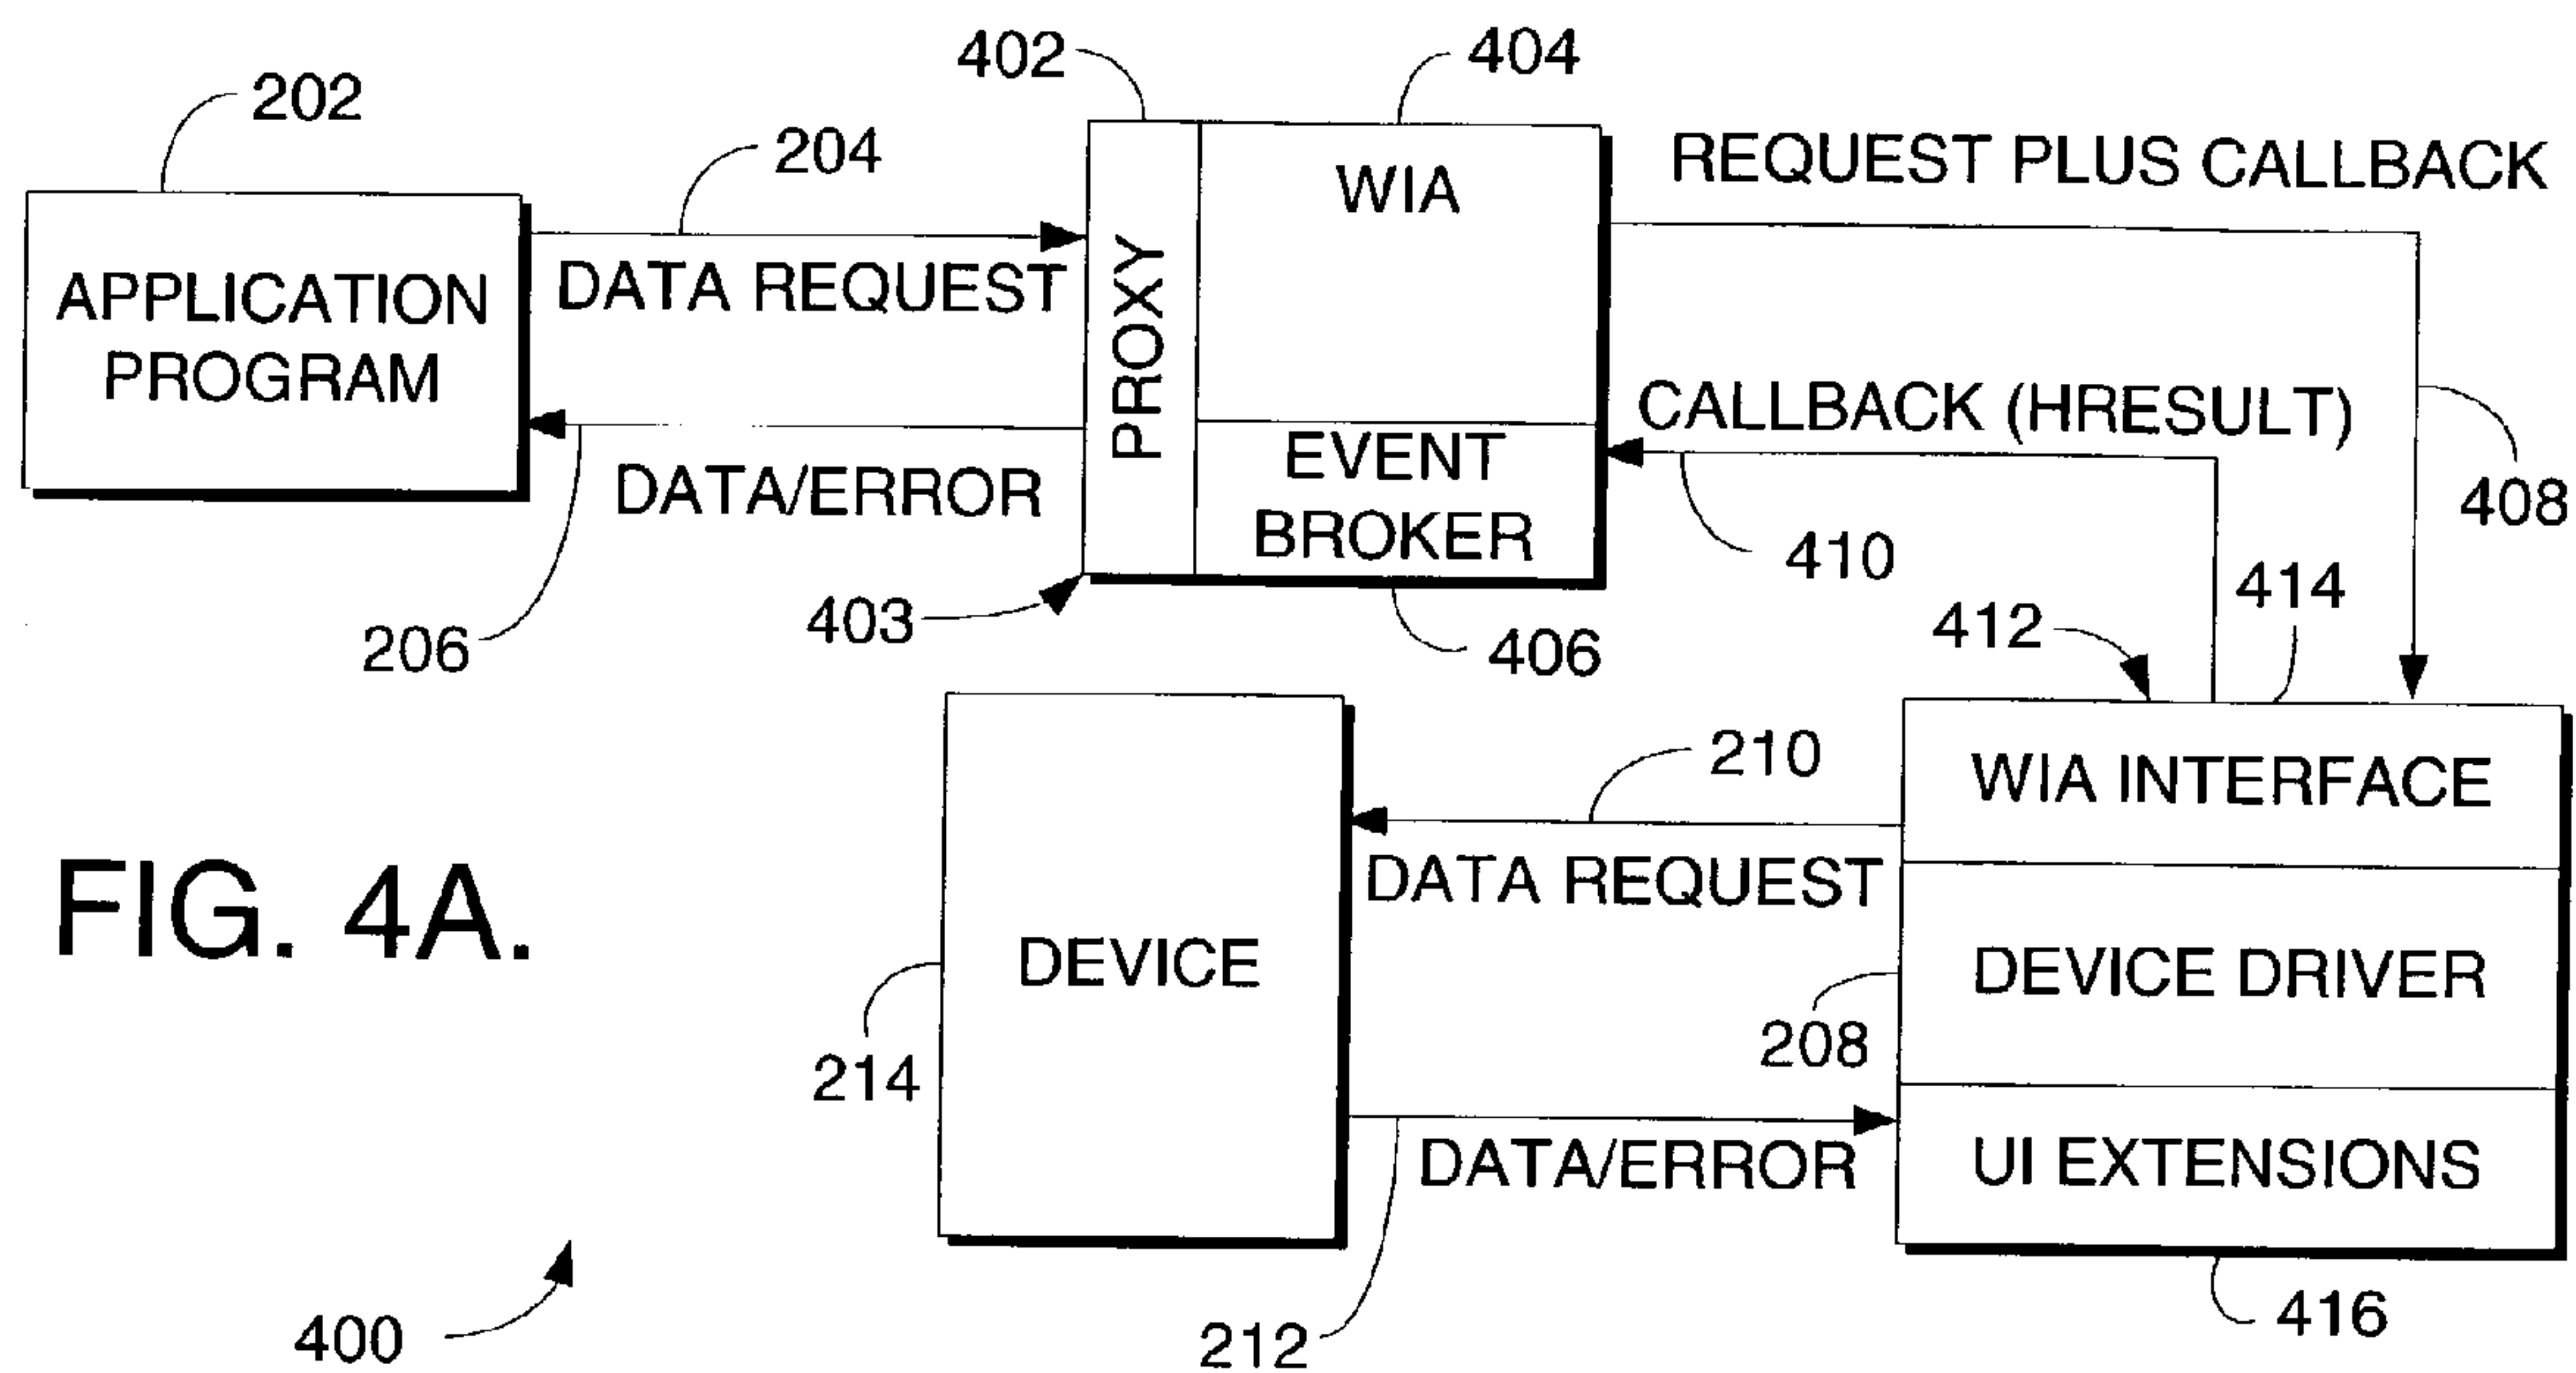 402
404
202
204
REQUEST PLUS CALLBACK
WIA
APPLICATION
PROGRAM
DATA REQUEST
PROXY
CALLBACK (HRESULT)
EVENT
BROKER
DATA/ERROR
408
410
414
403
412
206
406
210
WIA INTERFACE
DATA REQUEST
FIG. 4A.
DEVICE
DEVICE DRIVER
208
214
DATA/ERROR
UI EXTENSIONS
400
212
416